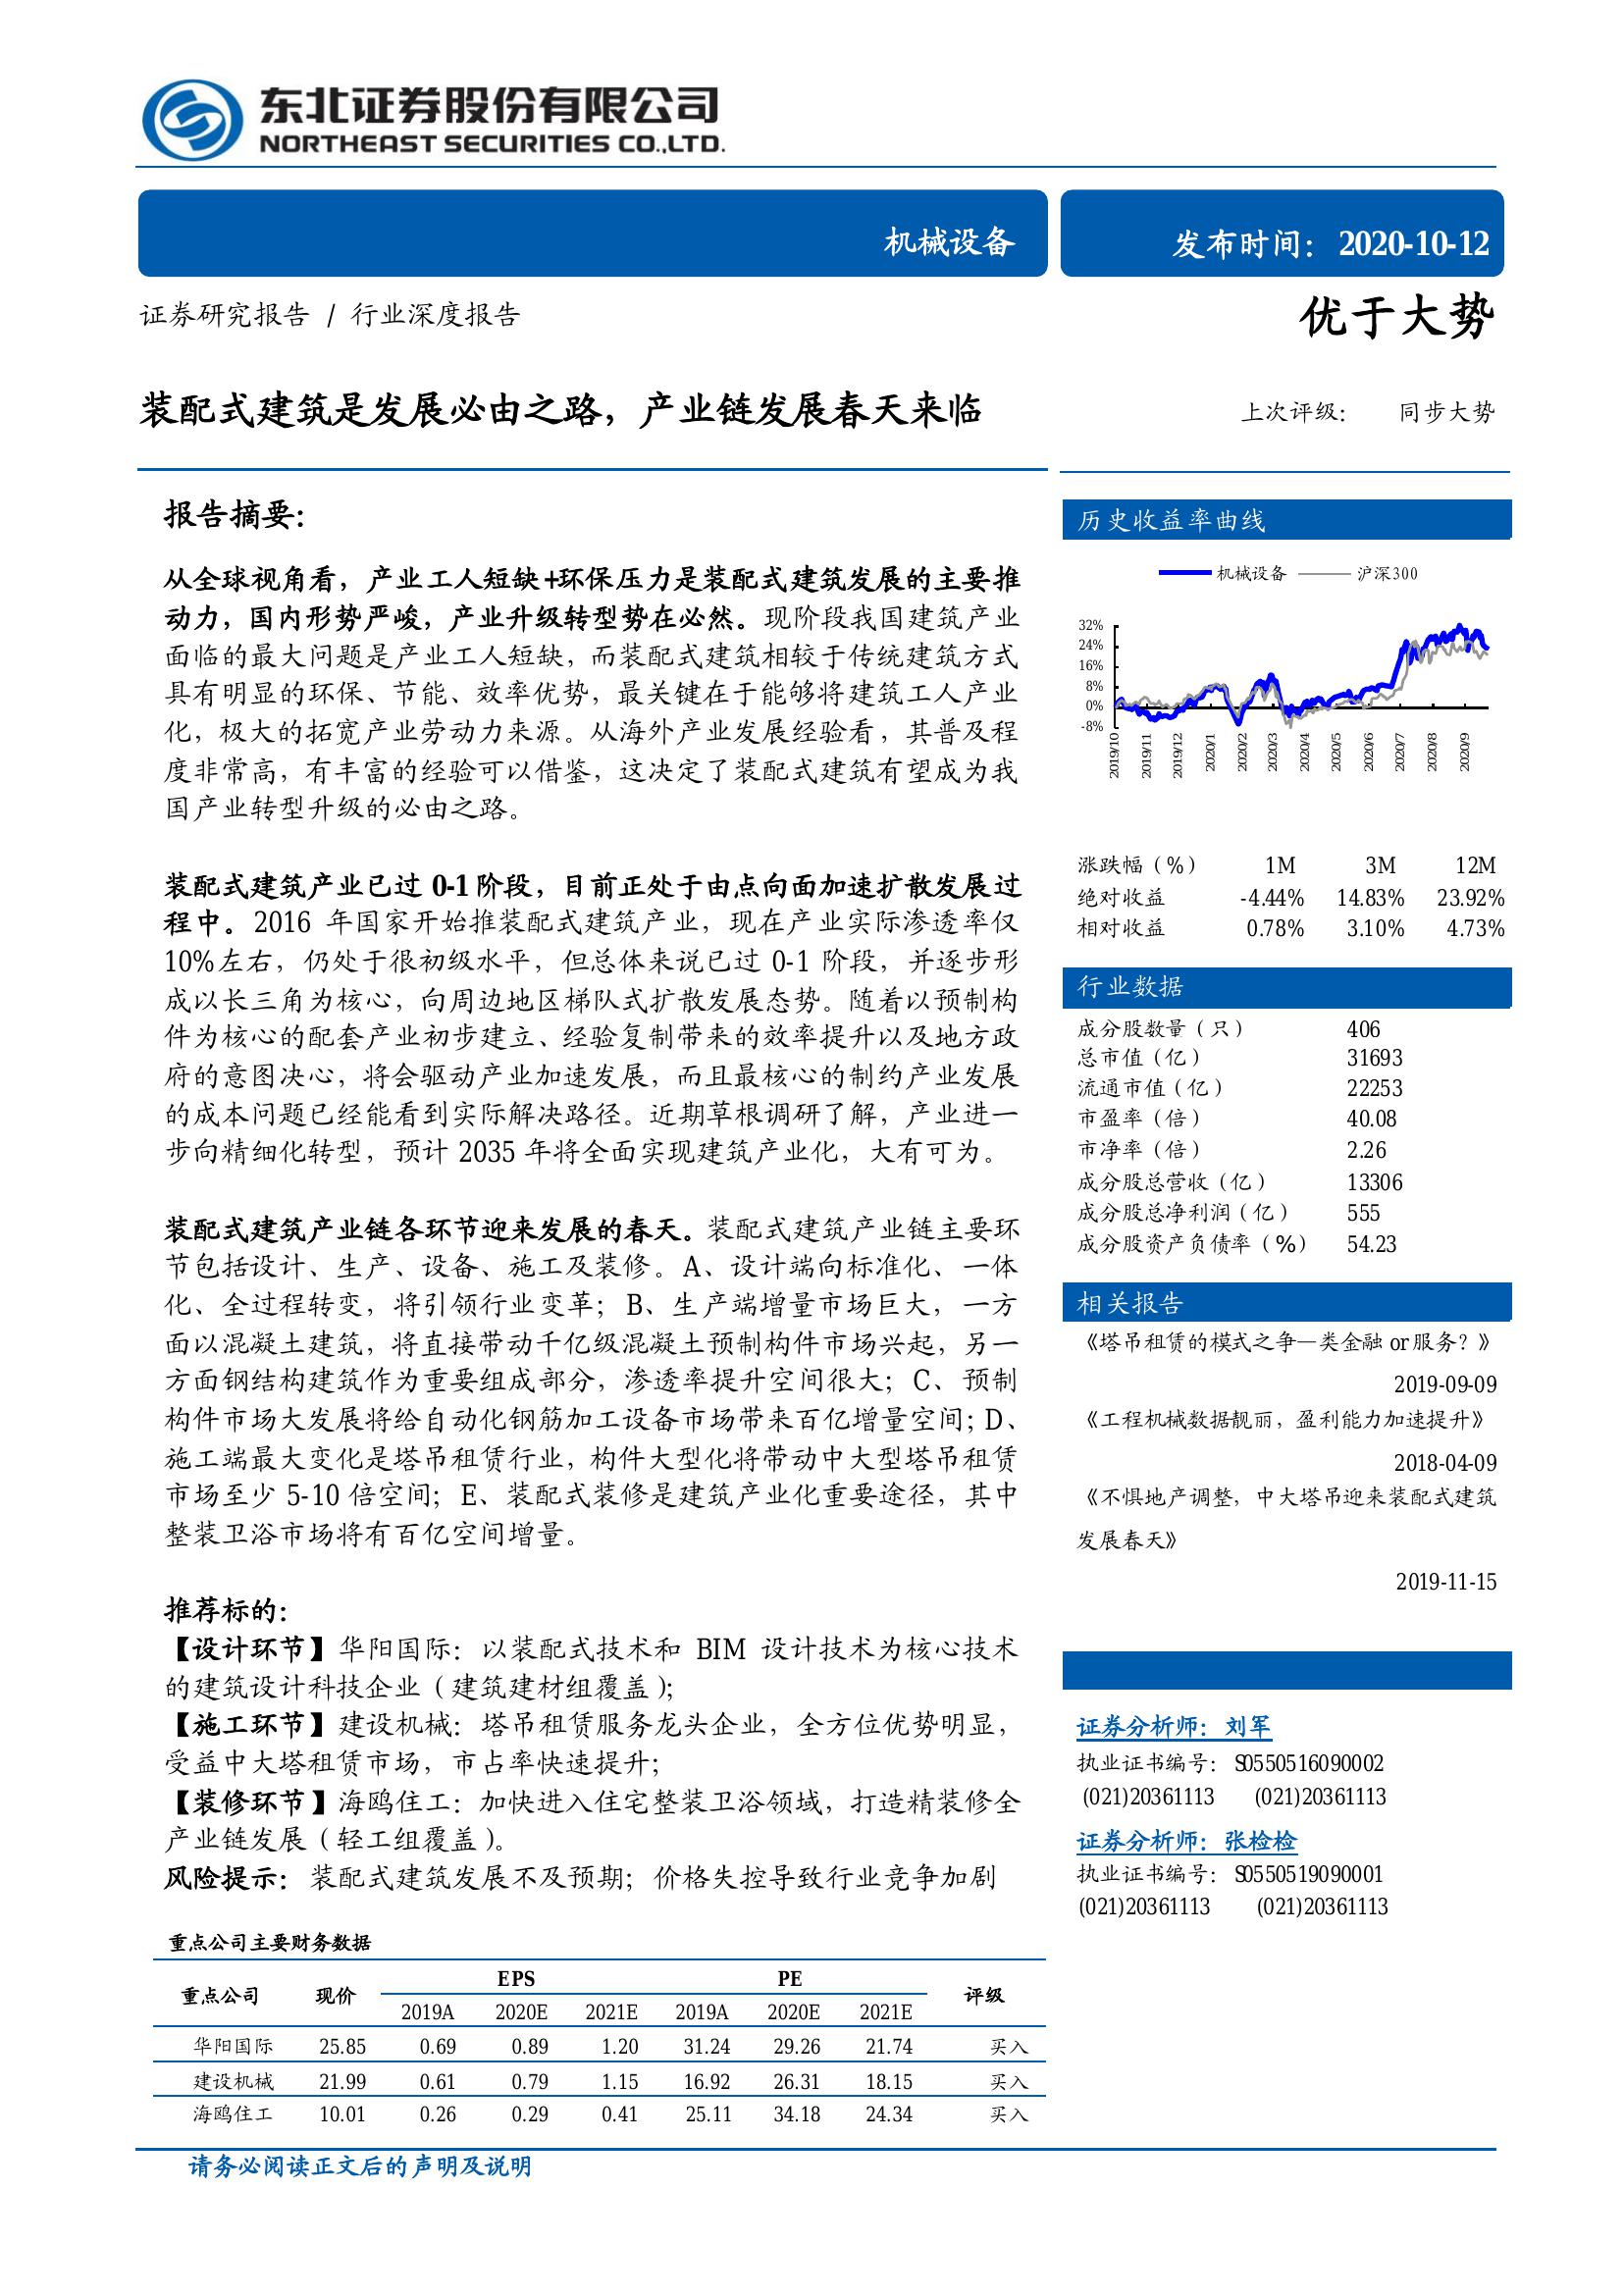 东北证券股份有限公司
NORTHEAST SECURITIES CO.,LTD.
机械设备
发布时间： 2020-10-12
证券研究报告 / 行业深度报告
优于大势
装配式建筑是发展必由之路，产业链发展春天来临
上次评级： 同步大势
报告摘要：
从全球视角看，产业工人短缺+环保压力是装配式建筑发展的主要推
动力，国内形势严峻，产业升级转型势在必然。现阶段我国建筑产业
面临的最大问题是产业工人短缺，而装配式建筑相较于传统建筑方式
具有明显的环保、节能、效率优势，最关键在于能够将建筑工人产业
化，极大的拓宽产业劳动力来源。从海外产业发展经验看，其普及程
度非常高，有丰富的经验可以借鉴，这决定了装配式建筑有望成为我
国产业转型升级的必由之路。
装配式建筑产业已过 0-1 阶段，目前正处于由点向面加速扩散发展过
程中。2016 年国家开始推装配式建筑产业，现在产业实际渗透率仅
10%左右，仍处于很初级水平，但总体来说已过 0-1 阶段，并逐步形
成以长三角为核心，向周边地区梯队式扩散发展态势。随着以预制构
件为核心的配套产业初步建立、经验复制带来的效率提升以及地方政
府的意图决心，将会驱动产业加速发展，而且最核心的制约产业发展
的成本问题已经能看到实际解决路径。近期草根调研了解，产业进一
步向精细化转型，预计 2035 年将全面实现建筑产业化，大有可为。
装配式建筑产业链各环节迎来发展的春天。装配式建筑产业链主要环
节包括设计、生产、设备、施工及装修。A、设计端向标准化、一体
化、全过程转变，将引领行业变革；B、生产端增量市场巨大，一方
面以混凝土建筑，将直接带动千亿级混凝土预制构件市场兴起，另一
方面钢结构建筑作为重要组成部分，渗透率提升空间很大；C、预制
构件市场大发展将给自动化钢筋加工设备市场带来百亿增量空间；D、
施工端最大变化是塔吊租赁行业，构件大型化将带动中大型塔吊租赁
市场至少 5-10 倍空间；E、装配式装修是建筑产业化重要途径，其中
整装卫浴市场将有百亿空间增量。
推荐标的：
【设计环节】华阳国际：以装配式技术和 BIM 设计技术为核心技术
的建筑设计科技企业（建筑建材组覆盖）；
【施工环节】建设机械：塔吊租赁服务龙头企业，全方位优势明显，
受益中大塔租赁市场，市占率快速提升；
【装修环节】海鸥住工：加快进入住宅整装卫浴领域，打造精装修全
产业链发展（轻工组覆盖）。
风险提示：装配式建筑发展不及预期；价格失控导致行业竞争加剧
重点公司主要财务数据
重点公司 现价 EPS PE 评级
2019A 2020E 2021E 2019A 2020E 2021E
华阳国际 25.85 0.69 0.89 1.20 31.24 29.26 21.74 买入
建设机械 21.99 0.61 0.79 1.15 16.92 26.31 18.15 买入
海鸥住工 10.01 0.26 0.29 0.41 25.11 34.18 24.34 买入
历史收益率曲线
机械设备 沪深300
32%
24%
16%
8%
0%
-8%
2019/10 2019/11 2019/12 2020/1 2020/2 2020/3 2020/4 2020/5 2020/6 2020/7 2020/8 2020/9
涨跌幅（%） 1M 3M 12M
绝对收益 -4.44% 14.83% 23.92%
相对收益 0.78% 3.10% 4.73%
行业数据
成分股数量（只） 406
总市值（亿） 31693
流通市值（亿） 22253
市盈率（倍） 40.08
市净率（倍） 2.26
成分股总营收（亿） 13306
成分股总净利润（亿） 555
成分股资产负债率（%） 54.23
相关报告
《塔吊租赁的模式之争—类金融 or 服务？》
2019-09-09
《工程机械数据靓丽，盈利能力加速提升》
2018-04-09
《不惧地产调整，中大塔吊迎来装配式建筑
发展春天》
2019-11-15
证券分析师：刘军
执业证书编号： S0550516090002
(021)20361113 (021)20361113
证券分析师：张检检
执业证书编号： S0550519090001
(021)20361113 (021)20361113
请务必阅读正文后的声明及说明